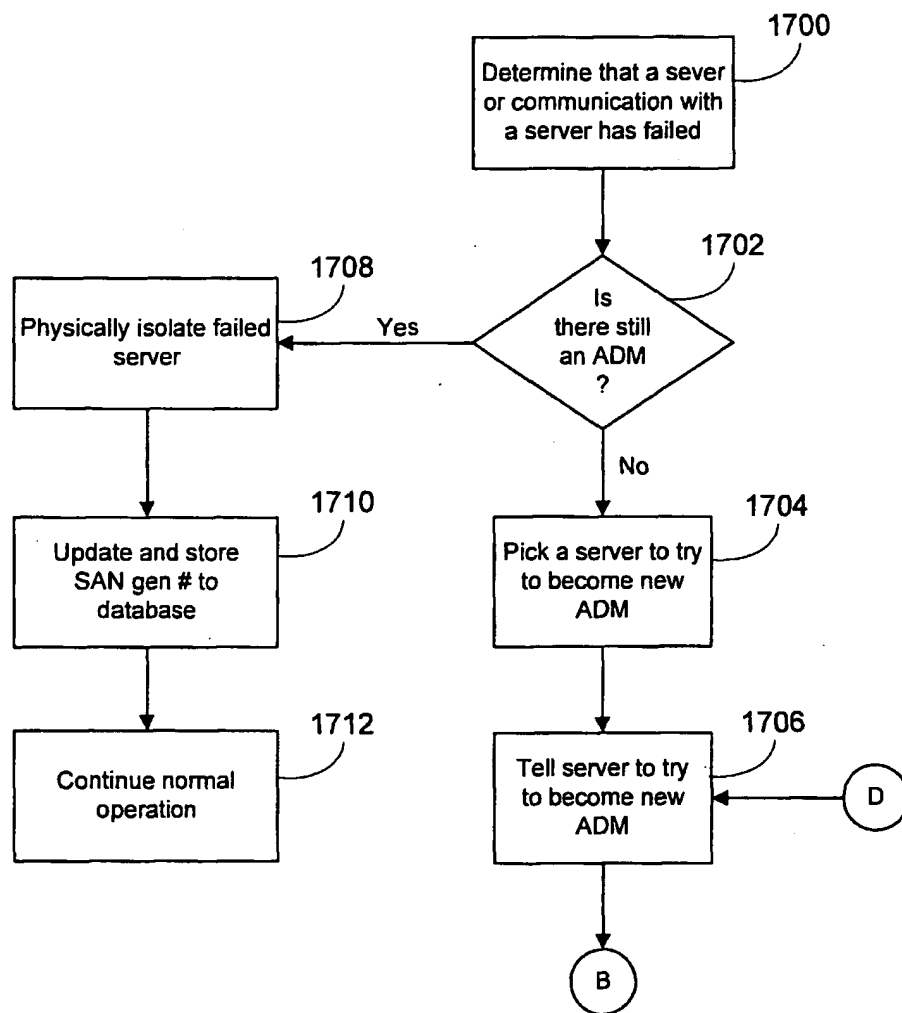 1700
Determine that a sever
or communication with
a server has failed
1702
Is
there still
an ADM
?
Yes
No
1708
Physically isolate failed
server
1710
Update and store
SAN gen # to
database
1712
Continue normal
operation
1704
Pick a server to try
to become new
ADM
1706
Tell server to try
to become new
ADM
D
B